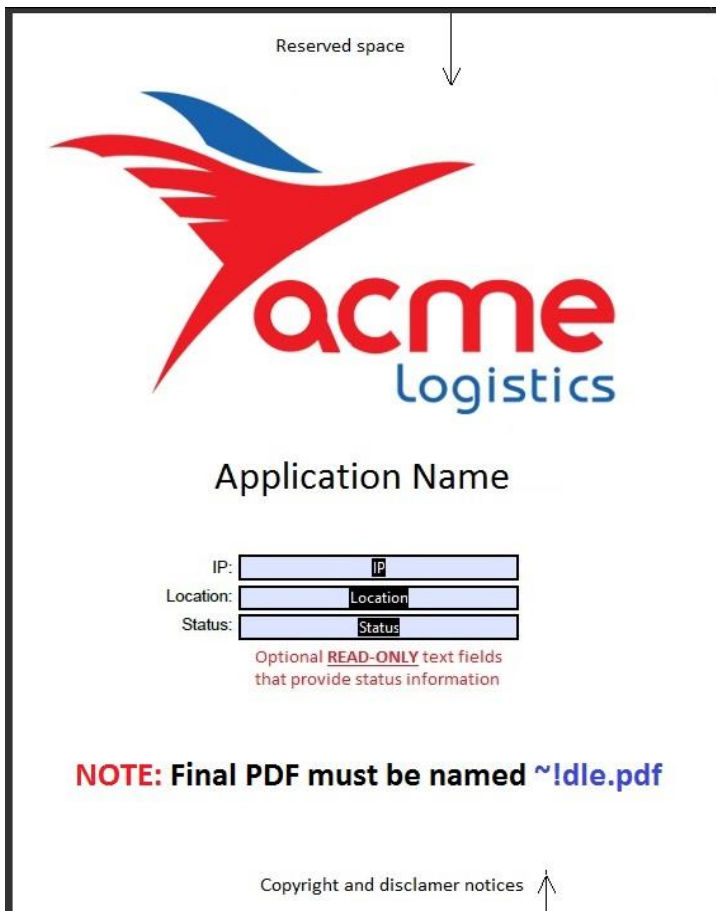 Reserved space
acme
logistics
Application Name
IP: IP
Location: Location
Status: Status
Optional READ-ONLY text fields
that provide status information
NOTE: Final PDF must be named ~!dle.pdf
Copyright and disclamer notices